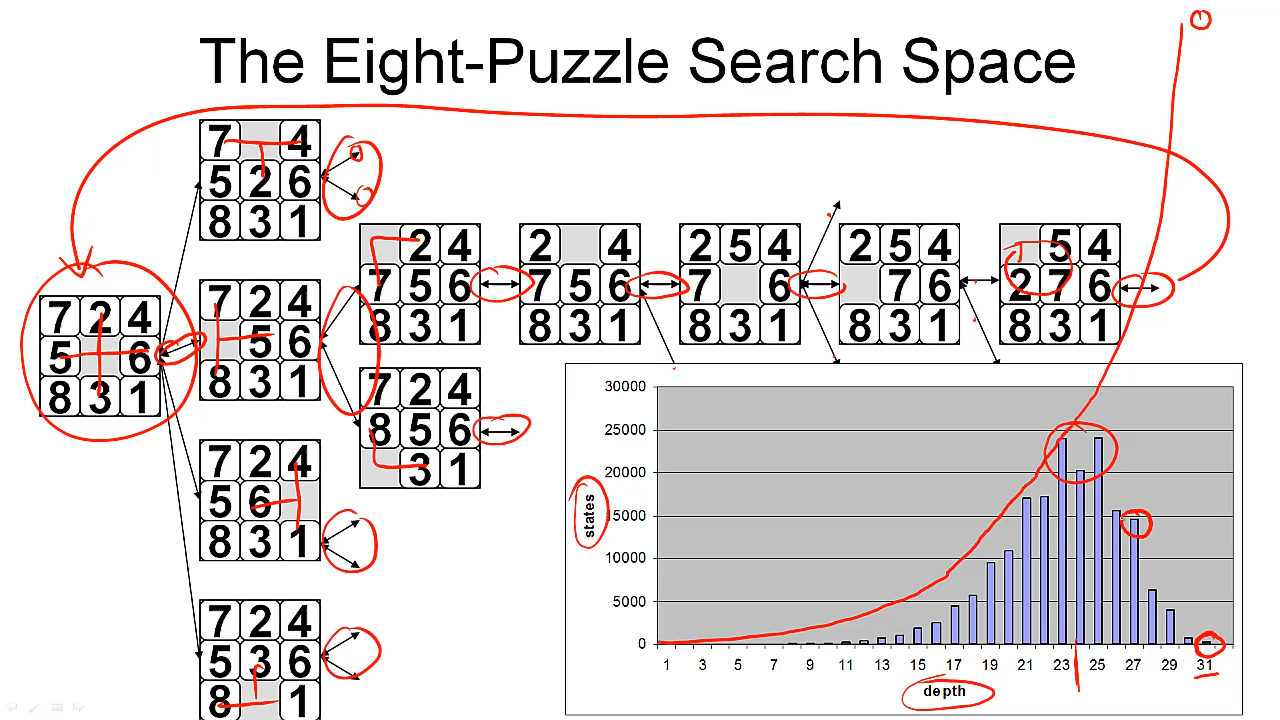 The Eight-Puzzle Search Space
7 4
5 2 6
8 3 1
7 2 4
5 6
8 3 1
7 2 4
5 6
8 3 1
7 2 4
5 6
8 3 1
7 2 4
5 3 6
8 1
2 4
7 5 6
8 3 1
7 2 4
8 5 6
3 1
2 4
7 5 6
8 3 1
2 5 4
7 6
8 3 1
2 5 4
7 6
8 3 1
5 4
2 7 6
8 3 1
30000
25000
20000
15000
10000
5000
0
states
1 3 5 7 9 11 13 15 17 19 21 23 25 27 29 31
depth